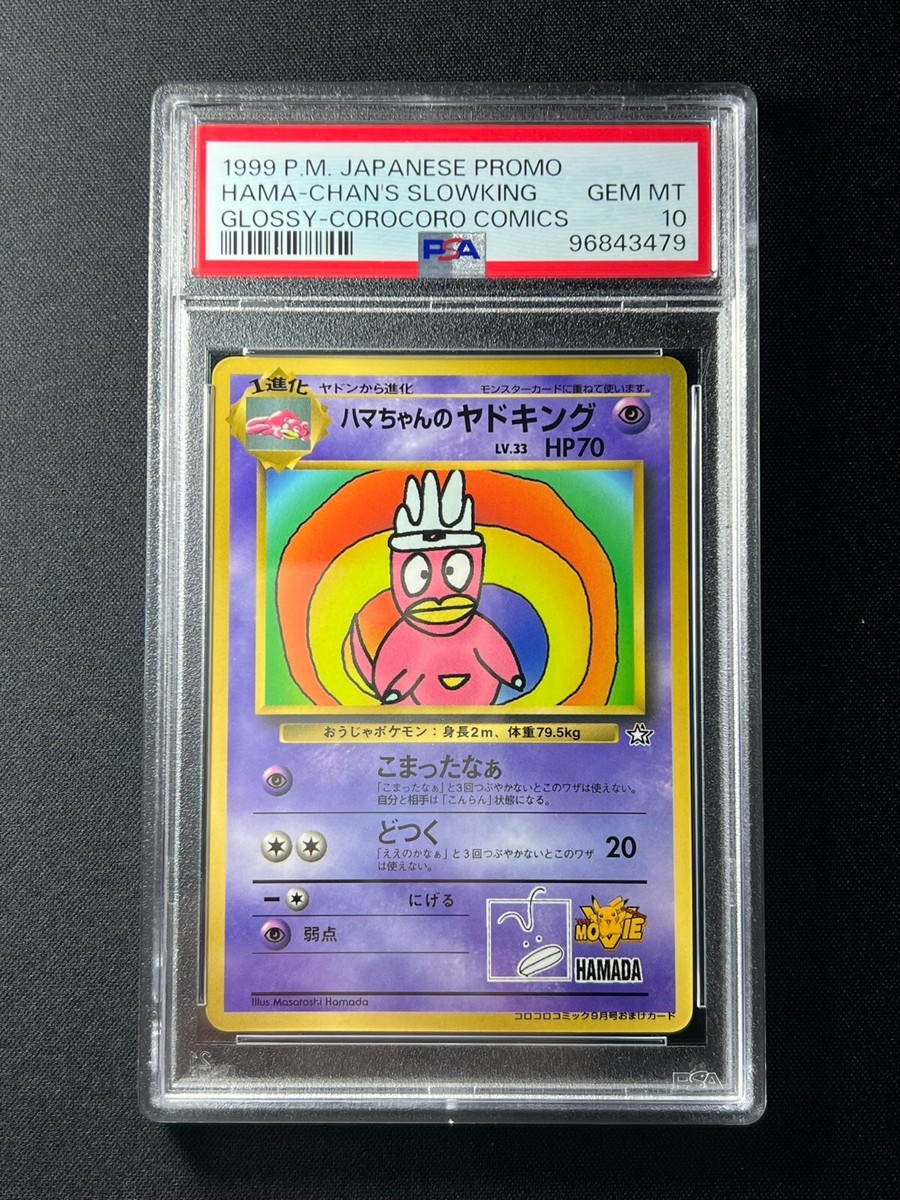 1999 P.M. JAPANESE PROMO
HAMA-CHAN'S SLOWKING GEM MT
GLOSSY-COROCORO COMICS 10
PSA 96843479
1進化 ヤドンから進化 モンスターカードに重ねて使います。
ハマちゃんのヤドキング
LV.33 HP70
おうじゃポケモン：身長2m、体重79.5kg
こまったなぁ
「こまったなぁ」と3回つぶやかないとこのワザは使えない。
自分と相手は「こんらん」状態になる。
どつく 20
「ええのかなぁ」と3回つぶやかないとこのワザ
は使えない。
にげる
弱点
MOVIE
HAMADA
Illus.Masatoshi Hamada
コロコロコミック9月号おまけカード
PSA